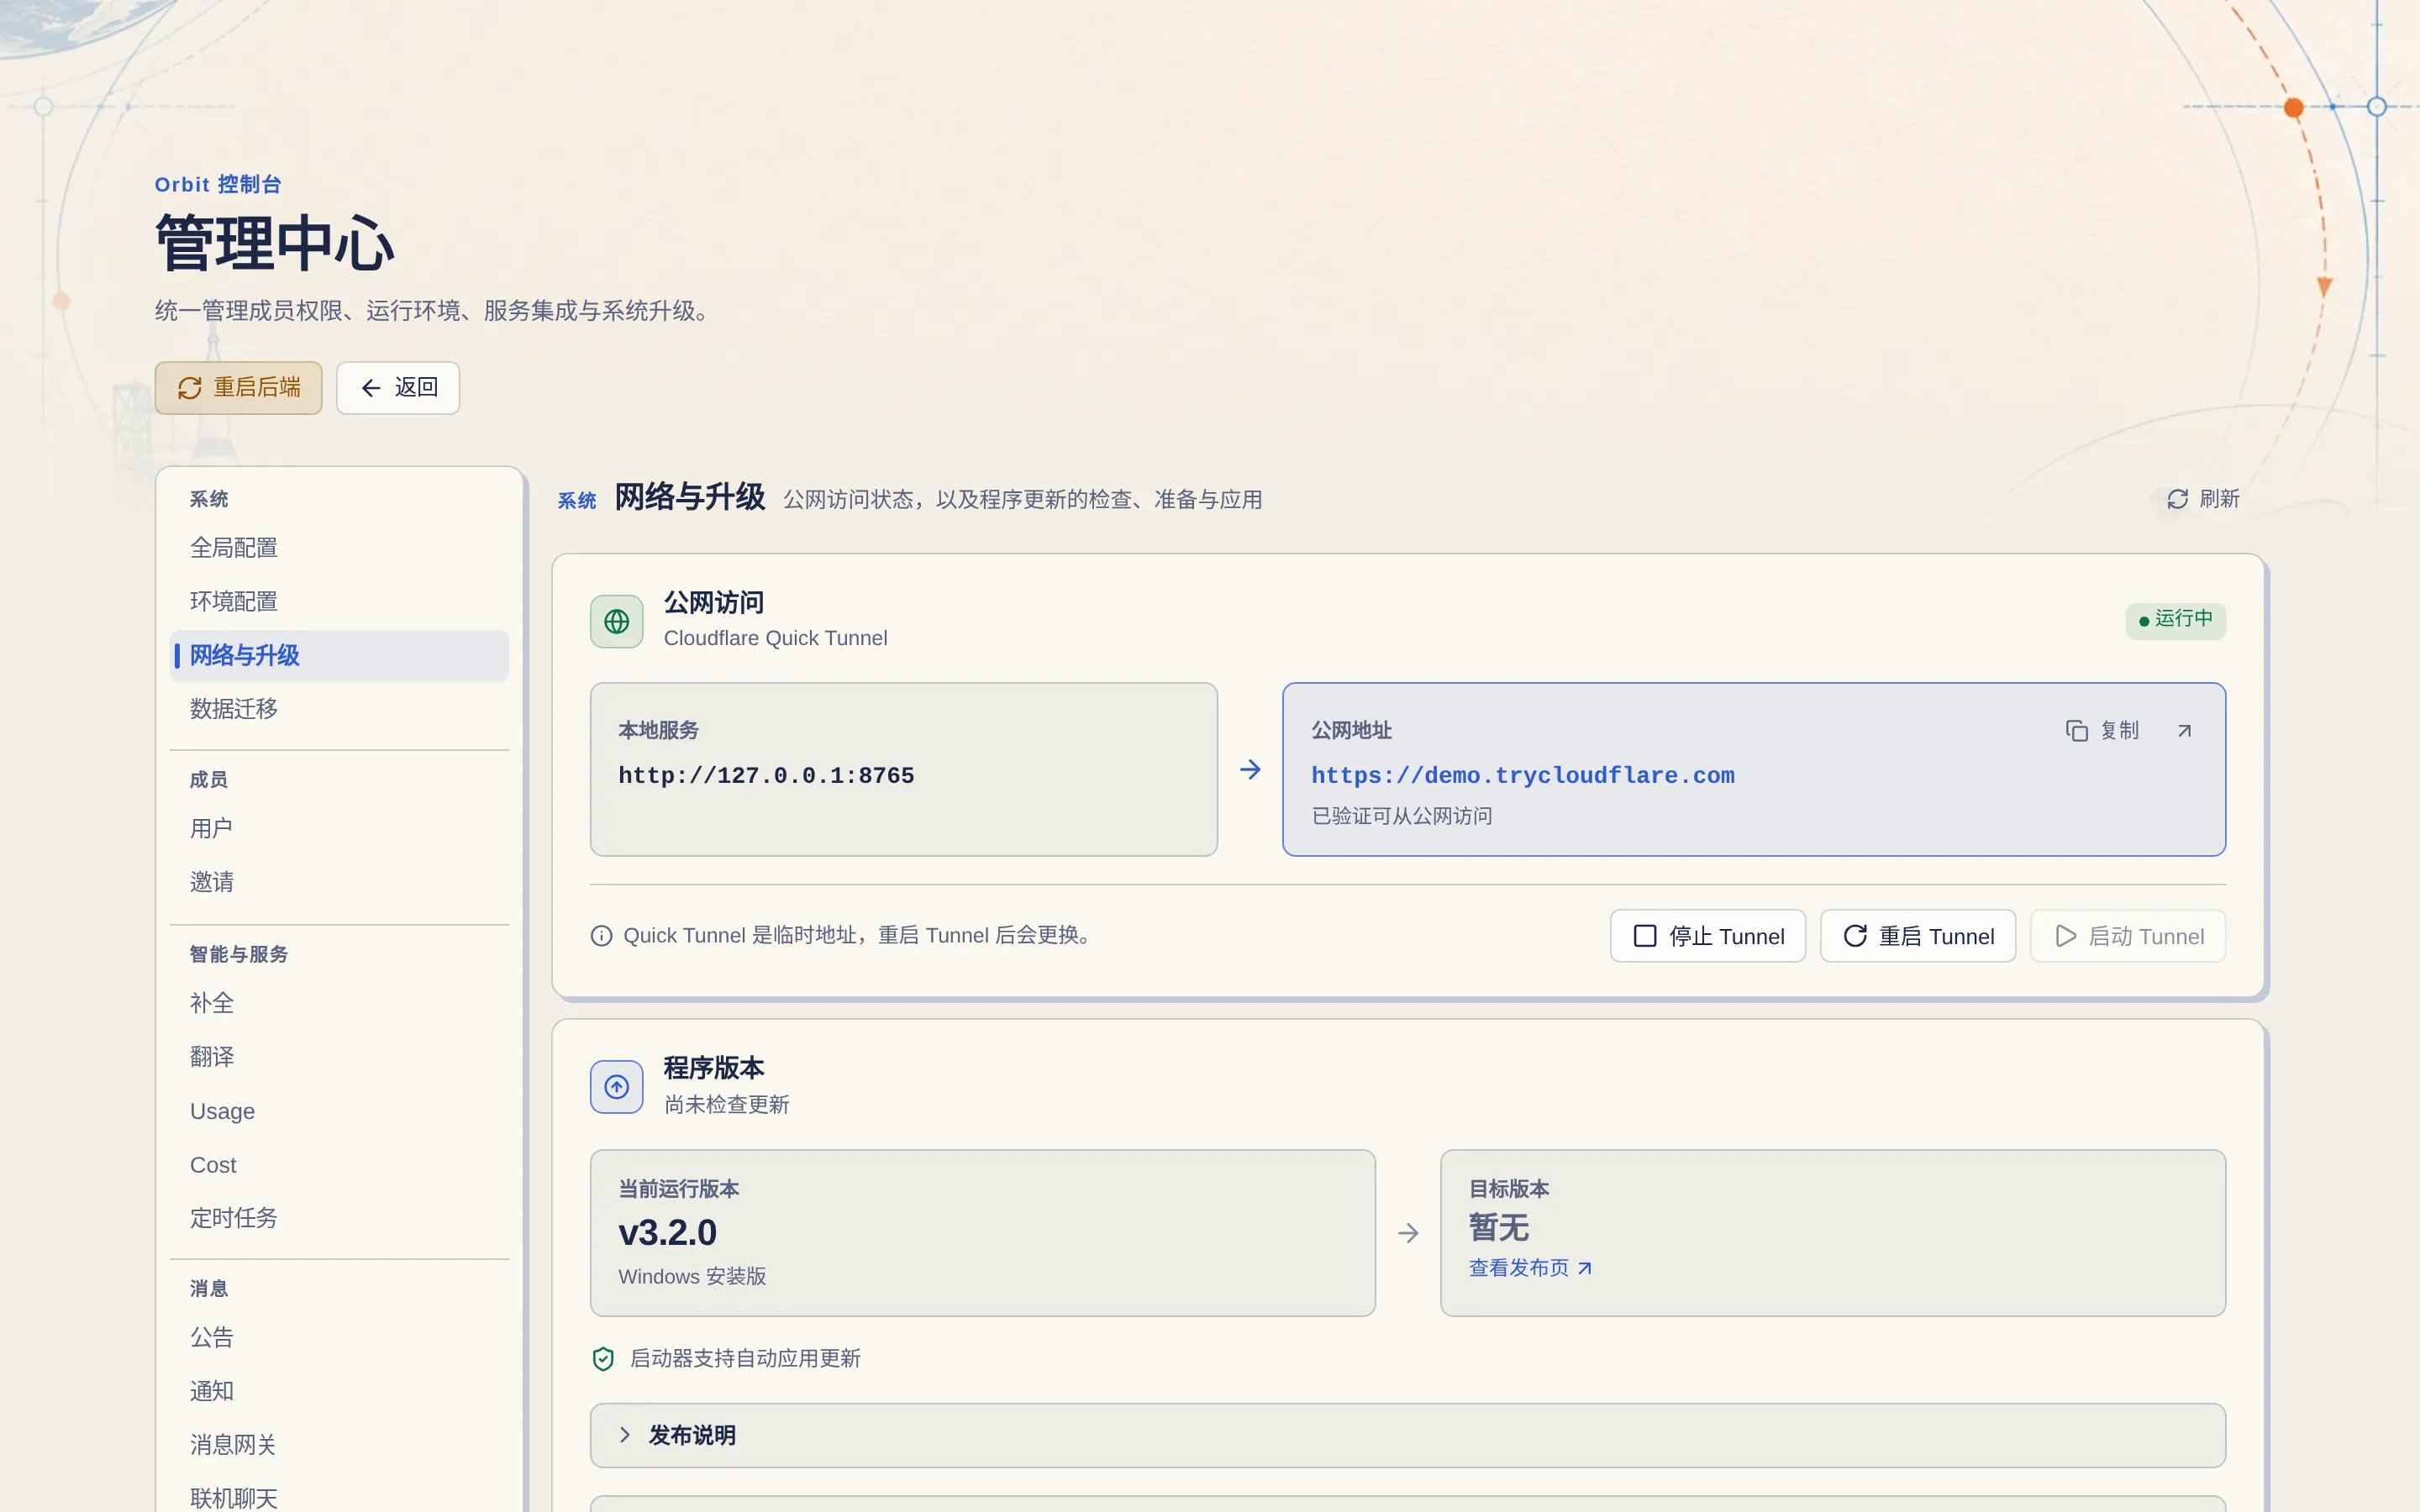 Orbit 控制台
管理中心
统一管理成员权限、运行环境、服务集成与系统升级。
重启后端
返回
系统
全局配置
环境配置
网络与升级
数据迁移
成员
用户
邀请
智能与服务
补全
翻译
Usage
Cost
定时任务
消息
公告
通知
消息网关
联机聊天
系统 网络与升级 公网访问状态，以及程序更新的检查、准备与应用
刷新
公网访问
Cloudflare Quick Tunnel
运行中
本地服务
http://127.0.0.1:8765
公网地址
复制
https://demo.trycloudflare.com
已验证可从公网访问
Quick Tunnel 是临时地址，重启 Tunnel 后会更换。
停止 Tunnel
重启 Tunnel
启动 Tunnel
程序版本
尚未检查更新
当前运行版本
v3.2.0
Windows 安装版
目标版本
暂无
查看发布页
启动器支持自动应用更新
发布说明